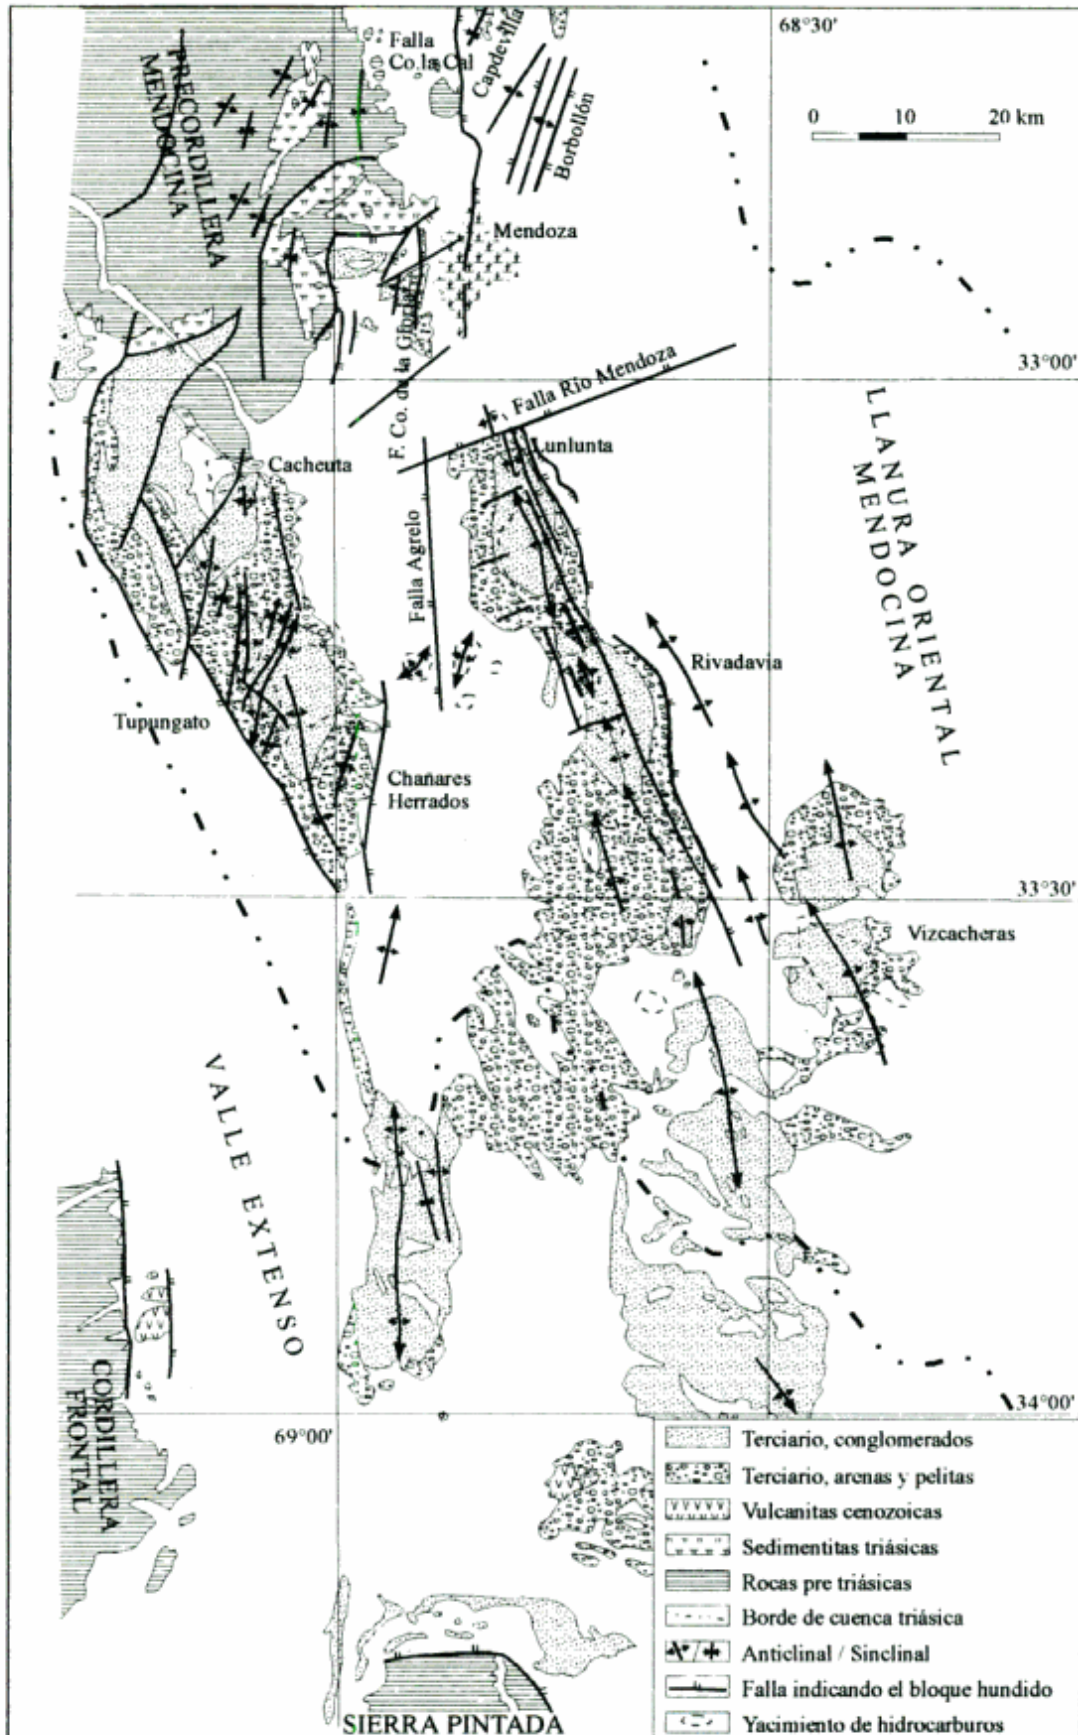 68°30'
Falla
Co. la Cal
Capdevilla
Borbollón
0 10 20 km
PRECORDILLERA
MENDOCINA
Mendoza
F. Co. de la Gloria
Falla Río Mendoza
33°00'
Lunlunta
Cacheuta
Falla Agrelo
LLANURA ORIENTAL
MENDOCINA
Rivadavia
Tupungato
Chañares
Herrados
33°30'
Vizcacheras
VALLE EXTENSO
CORDILLERA
FRONTAL
34°00'
69°00'
Terciario, conglomerados
Terciario, arenas y pelitas
Vulcanitas cenozoicas
Sedimentitas triásicas
Rocas pre triásicas
Borde de cuenca triásica
Anticlinal / Sinclinal
Falla indicando el bloque hundido
Yacimiento de hidrocarburos
SIERRA PINTADA